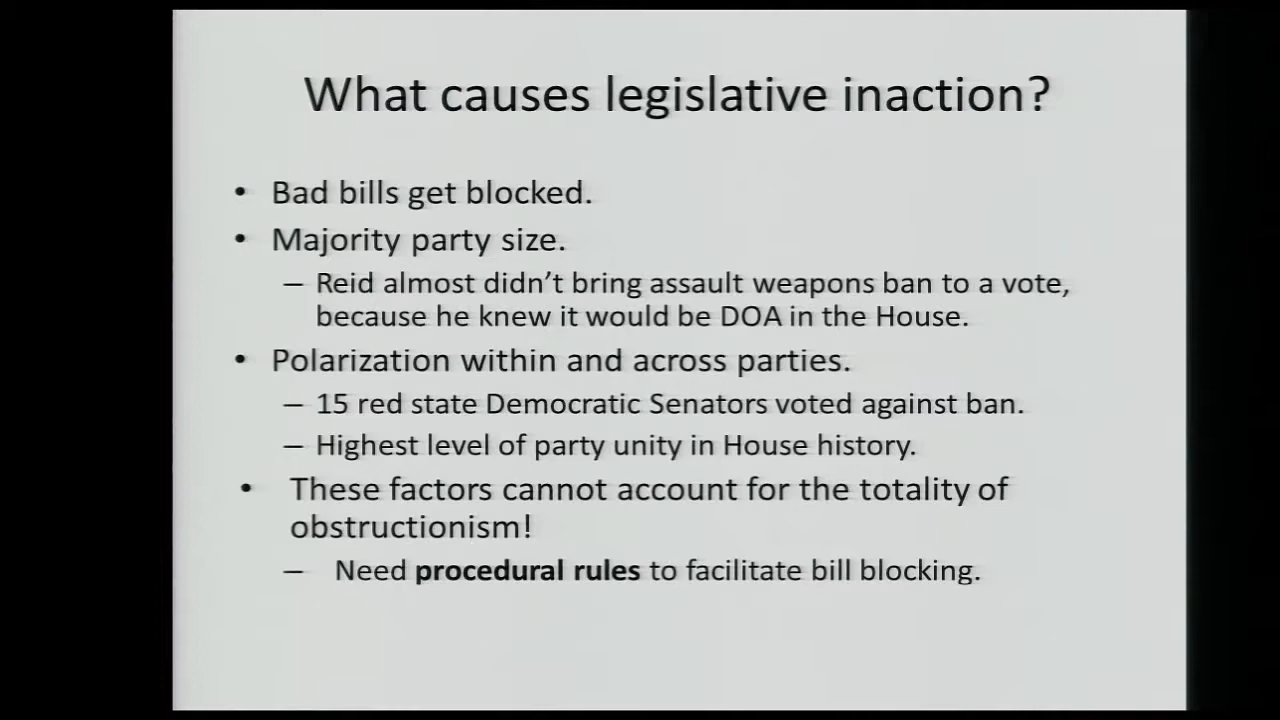 What causes legislative inaction?
• Bad bills get blocked.
• Majority party size.
– Reid almost didn’t bring assault weapons ban to a vote,
because he knew it would be DOA in the House.
• Polarization within and across parties.
– 15 red state Democratic Senators voted against ban.
– Highest level of party unity in House history.
• These factors cannot account for the totality of
obstructionism!
– Need procedural rules to facilitate bill blocking.